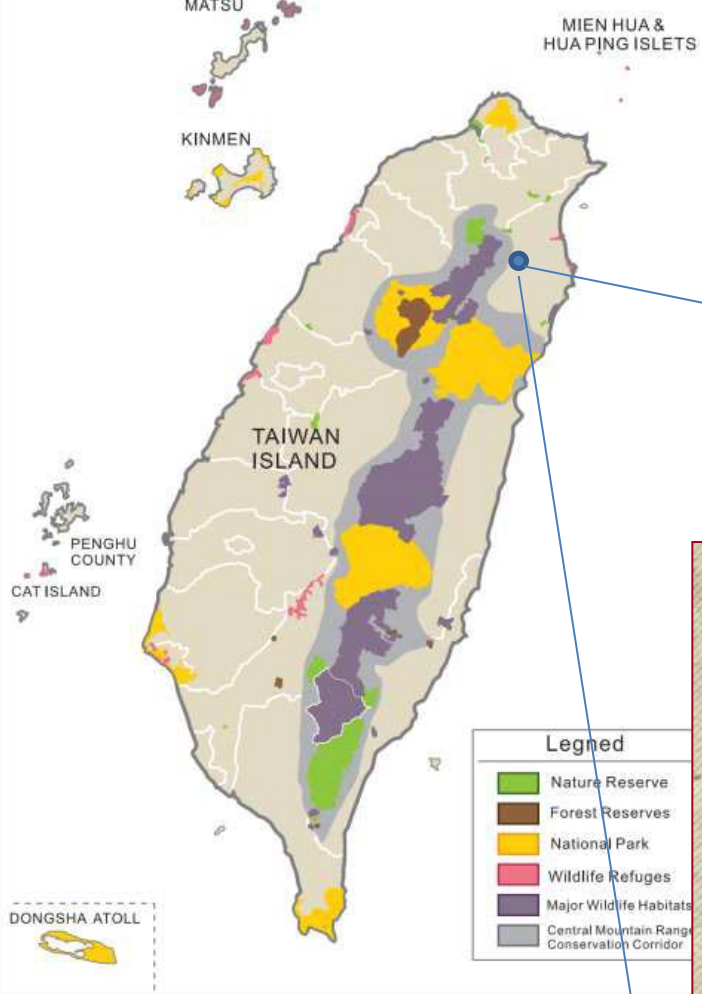 MATSU
MIEN HUA &
HUA PING ISLETS
KINMEN
TAIWAN
ISLAND
PENGHU
COUNTY
CAT ISLAND
Legned
Nature Reserve
Forest Reserves
National Park
Wildlife Refuges
Major Wildlife Habitats
Central Mountain Range
Conservation Corridor
DONGSHA ATOLL